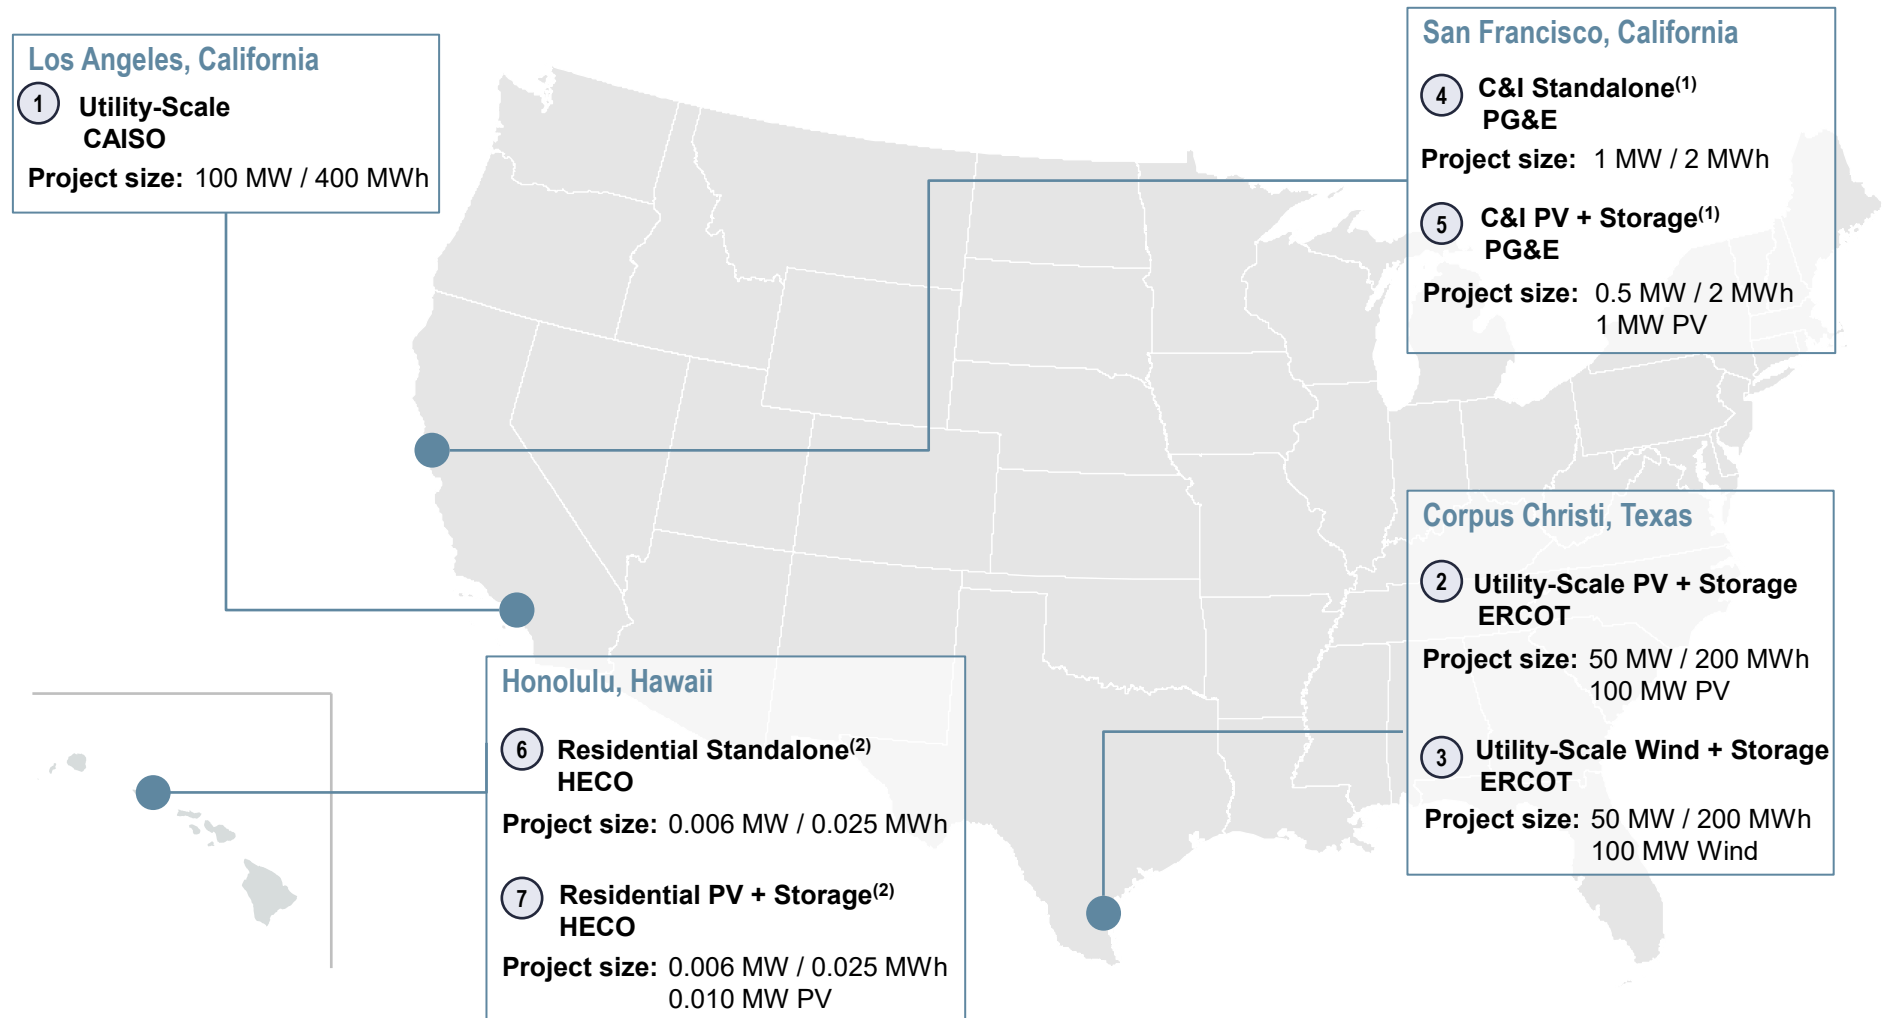 Los Angeles, California
1 Utility-Scale
CAISO
Project size: 100 MW / 400 MWh
San Francisco, California
4 C&I Standalone(1)
PG&E
Project size: 1 MW / 2 MWh
5 C&I PV + Storage(1)
PG&E
Project size: 0.5 MW / 2 MWh
1 MW PV
Corpus Christi, Texas
2 Utility-Scale PV + Storage
ERCOT
Project size: 50 MW / 200 MWh
100 MW PV
3 Utility-Scale Wind + Storage
ERCOT
Project size: 50 MW / 200 MWh
100 MW Wind
Honolulu, Hawaii
6 Residential Standalone(2)
HECO
Project size: 0.006 MW / 0.025 MWh
7 Residential PV + Storage(2)
HECO
Project size: 0.006 MW / 0.025 MWh
0.010 MW PV